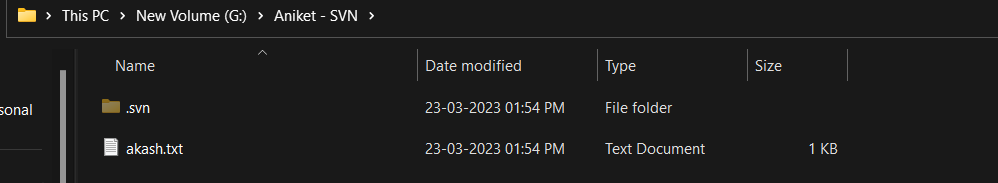 This PC > New Volume (G:) > Aniket - SVN >
Name Date modified Type Size
.svn 23-03-2023 01:54 PM File folder
sonal
akash.txt 23-03-2023 01:54 PM Text Document 1 KB